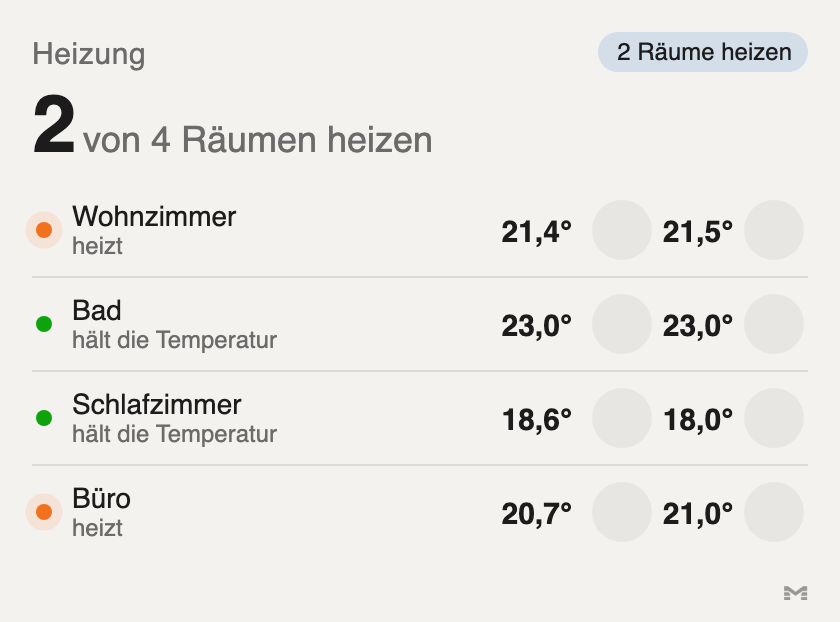 Heizung
2 Räume heizen
2 von 4 Räumen heizen
Wohnzimmer
heizt
21,4° 21,5°
Bad
hält die Temperatur
23,0° 23,0°
Schlafzimmer
hält die Temperatur
18,6° 18,0°
Büro
heizt
20,7° 21,0°